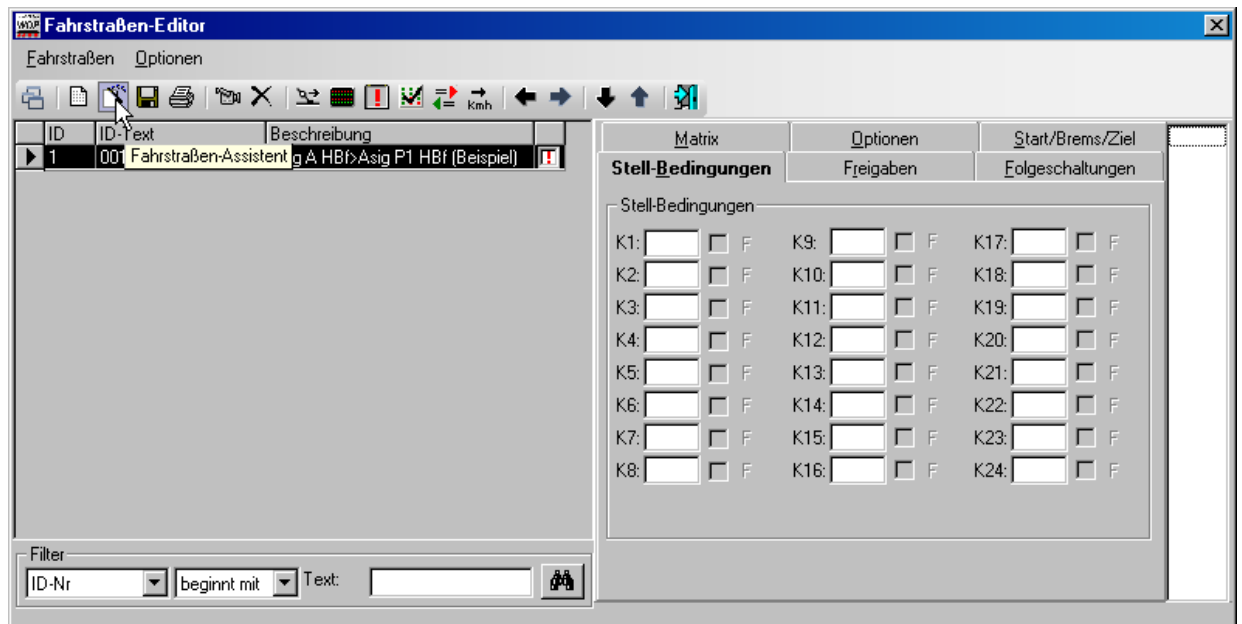 Fahrstraßen-Editor
Fahrstraßen Optionen
kmh
ID ID-Text Beschreibung
1 001 g A HBf>Asig P1 HBf (Beispiel)
Fahrstraßen-Assistent
Matrix Optionen Start/Brems/Ziel
Stell-Bedingungen Freigaben Folgeschaltungen
Stell-Bedingungen
K1: F K9: F K17: F
K2: F K10: F K18: F
K3: F K11: F K19: F
K4: F K12: F K20: F
K5: F K13: F K21: F
K6: F K14: F K22: F
K7: F K15: F K23: F
K8: F K16: F K24: F
Filter
ID-Nr beginnt mit Text: